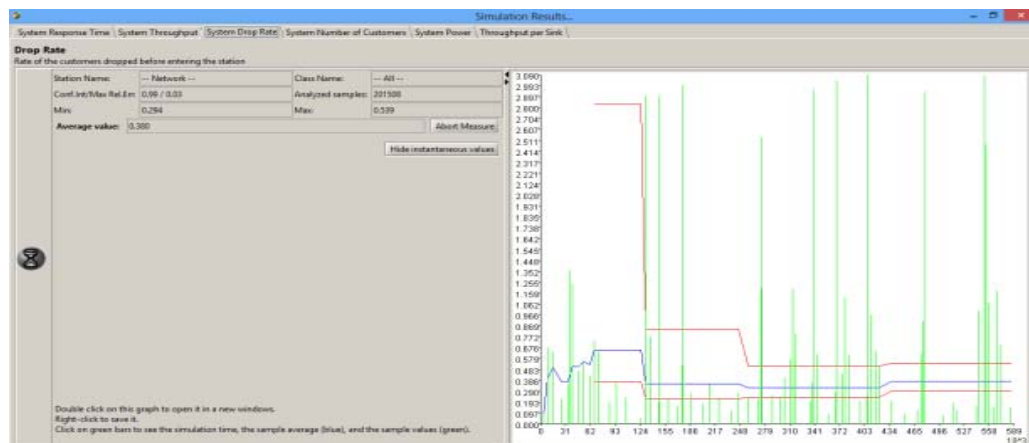 Simulation Results...
System Response Time System Throughput System Drop Rate System Number of Customers System Power Throughput per Sink
Drop Rate
Rate of the customers dropped before entering the station
Station Name: -- Network -- Class Name: -- All --
Conf.Int/Max Rel.Err: 0.99 / 0.03 Analyzed samples: 201508
Min: 0.294 Max: 0.539
Average value: 0.380 Abort Measure
Hide instantaneous values
Double click on this graph to open it in a new windows.
Right-click to save it.
Click on green bars to see the simulation time, the sample average (blue), and the sample values (green).
3.090
2.993
2.897
2.800
2.704
2.607
2.511
2.414
2.317
2.221
2.124
2.028
1.931
1.835
1.738
1.642
1.545
1.448
1.352
1.255
1.159
1.062
0.966
0.869
0.772
0.676
0.579
0.483
0.386
0.290
0.193
0.097
0.000
0 31 62 93 124 155 186 217 248 279 310 341 372 403 434 465 496 527 558 589